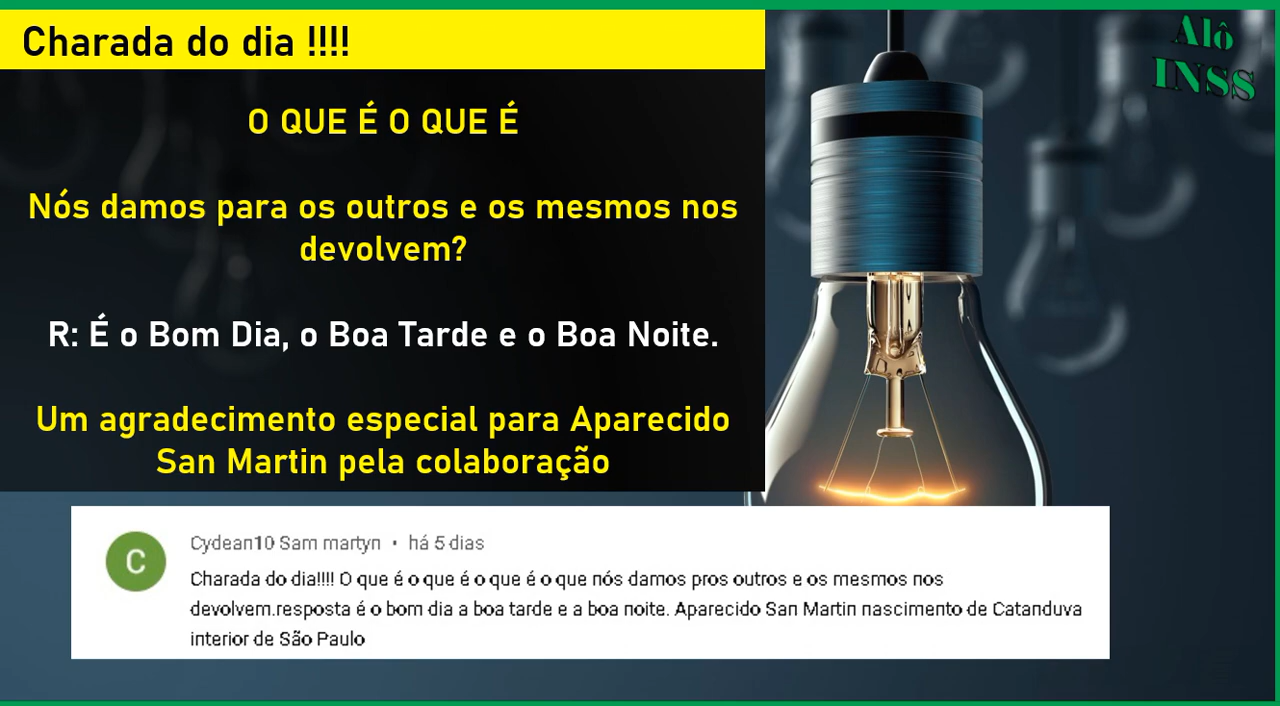 Charada do dia !!!!
Alô
INSS
O QUE É O QUE É
Nós damos para os outros e os mesmos nos
devolvem?
R: É o Bom Dia, o Boa Tarde e o Boa Noite.
Um agradecimento especial para Aparecido
San Martin pela colaboração
C
Cydean10 Sam martyn • há 5 dias
Charada do dia!!!! O que é o que é o que é o que nós damos pros outros e os mesmos nos
devolvem.resposta é o bom dia a boa tarde e a boa noite. Aparecido San Martin nascimento de Catanduva
interior de São Paulo